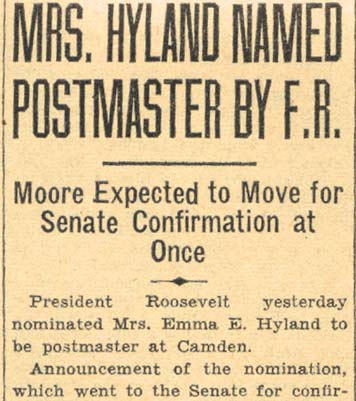 MRS. HYLAND NAMED
POSTMASTER BY F.R.
Moore Expected to Move for
Senate Confirmation at
Once
President Roosevelt yesterday
nominated Mrs. Emma E. Hyland to
be postmaster at Camden.
Announcement of the nomination,
which went to the Senate for confir-